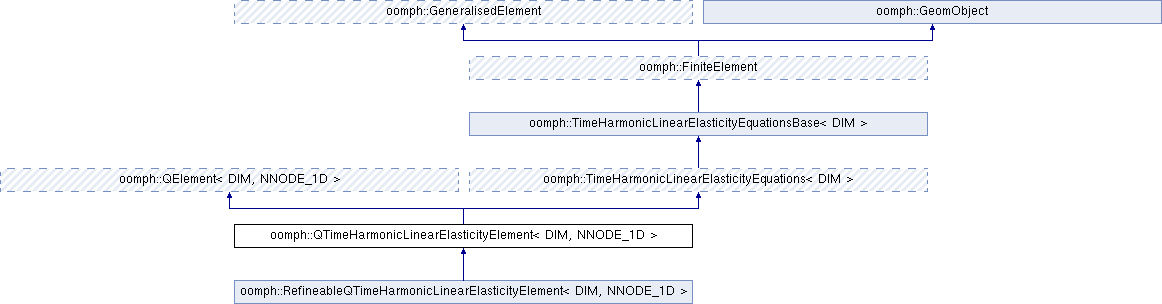 oomph::GeneralisedElement
oomph::GeomObject
oomph::FiniteElement
oomph::TimeHarmonicLinearElasticityEquationsBase< DIM >
oomph::QElement< DIM, NNODE_1D >
oomph::TimeHarmonicLinearElasticityEquations< DIM >
oomph::QTimeHarmonicLinearElasticityElement< DIM, NNODE_1D >
oomph::RefineableQTimeHarmonicLinearElasticityElement< DIM, NNODE_1D >